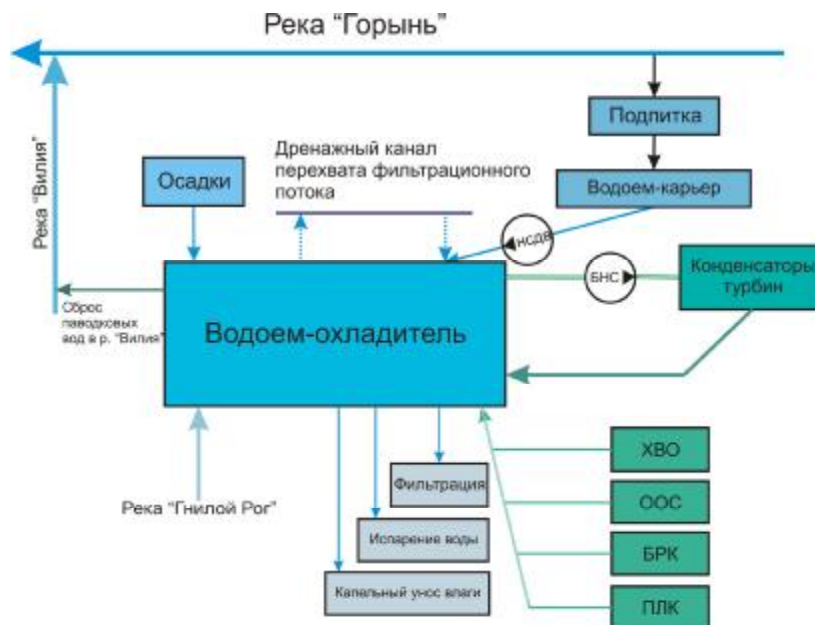 Река “Горынь”
Подпитка
Дренажный канал
перехвата фильтрационного
потока
Осадки
Водоем-карьер
Река “Вилия”
НСДВ
БНС
Конденсаторы
турбин
Сброс
паводковых
вод в р. “Вилия”
Водоем-охладитель
ХВО
Фильтрация
ООС
Река “Гнилой Рог”
Испарение воды
БРК
Капельный унос влаги
ПЛК